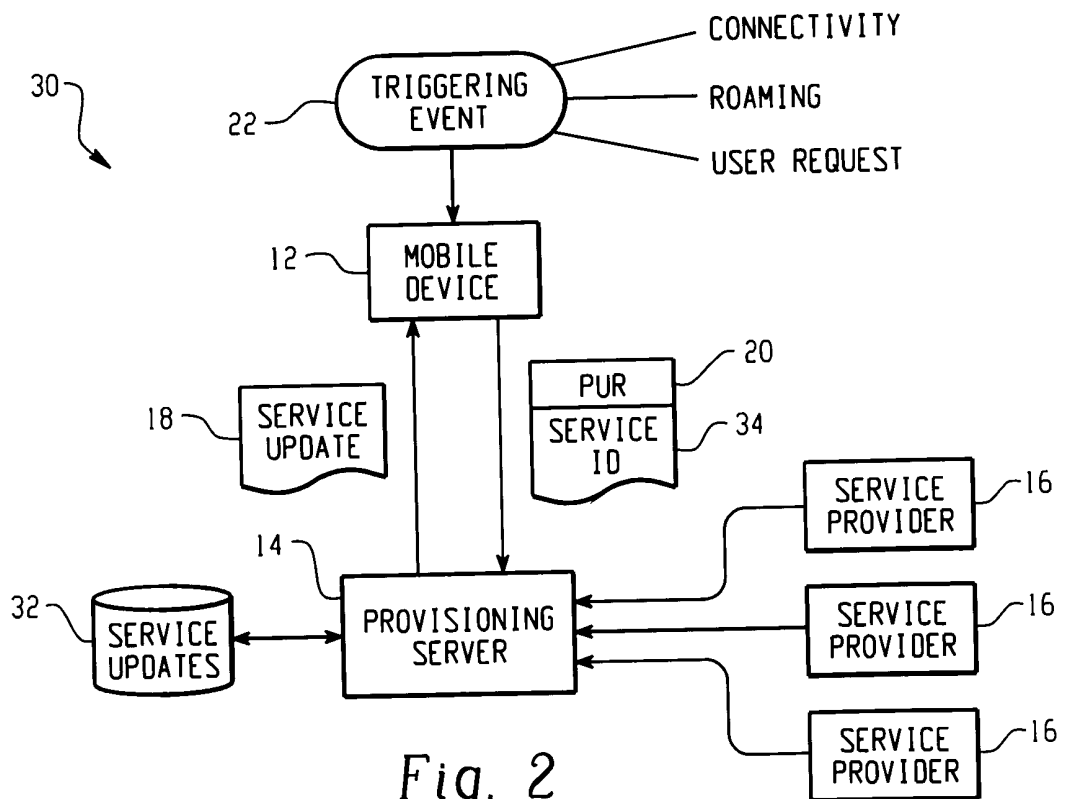 CONNECTIVITY
30
TRIGGERING
EVENT
ROAMING
22
USER REQUEST
12
MOBILE
DEVICE
20
PUR
18
SERVICE
UPDATE
SERVICE
ID
34
SERVICE
PROVIDER
16
14
32
SERVICE
UPDATES
PROVISIONING
SERVER
SERVICE
PROVIDER
16
SERVICE
PROVIDER
16
Fig. 2